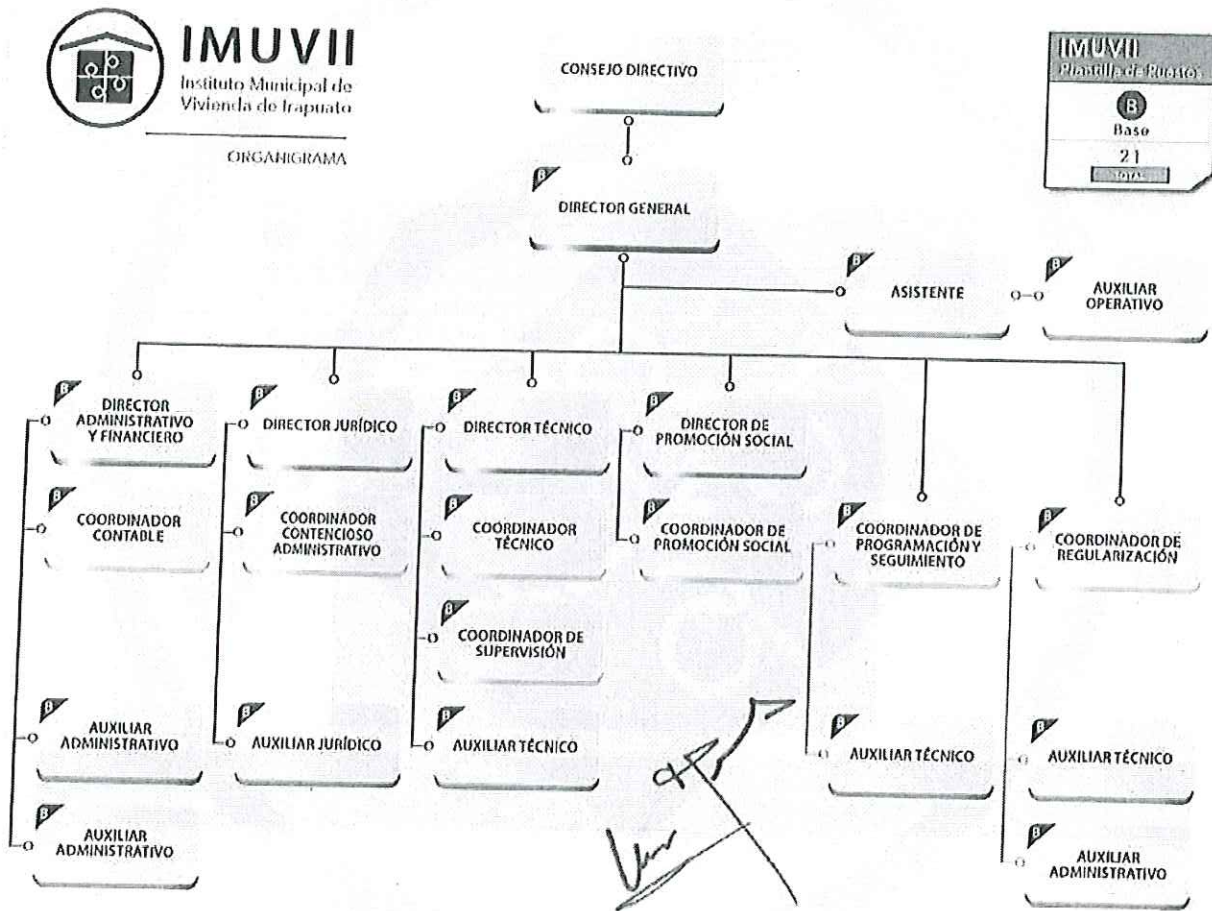 IMUVII
Instituto Municipal de
Vivienda de Irapuato
ORGANIGRAMA
IMUVII
Plantilla de Puestos
B
Base
21
TOTAL
CONSEJO DIRECTIVO
B
DIRECTOR GENERAL
B
ASISTENTE
B
AUXILIAR
OPERATIVO
B
DIRECTOR
ADMINISTRATIVO
Y FINANCIERO
B
DIRECTOR JURÍDICO
B
DIRECTOR TÉCNICO
B
DIRECTOR DE
PROMOCIÓN SOCIAL
B
COORDINADOR
CONTABLE
B
COORDINADOR
CONTENCIOSO
ADMINISTRATIVO
B
COORDINADOR
TÉCNICO
B
COORDINADOR DE
PROMOCIÓN SOCIAL
B
COORDINADOR DE
PROGRAMACIÓN Y
SEGUIMIENTO
B
COORDINADOR DE
REGULARIZACIÓN
B
COORDINADOR DE
SUPERVISIÓN
B
AUXILIAR
ADMINISTRATIVO
B
AUXILIAR JURÍDICO
B
AUXILIAR TÉCNICO
B
AUXILIAR TÉCNICO
B
AUXILIAR TÉCNICO
B
AUXILIAR
ADMINISTRATIVO
B
AUXILIAR
ADMINISTRATIVO